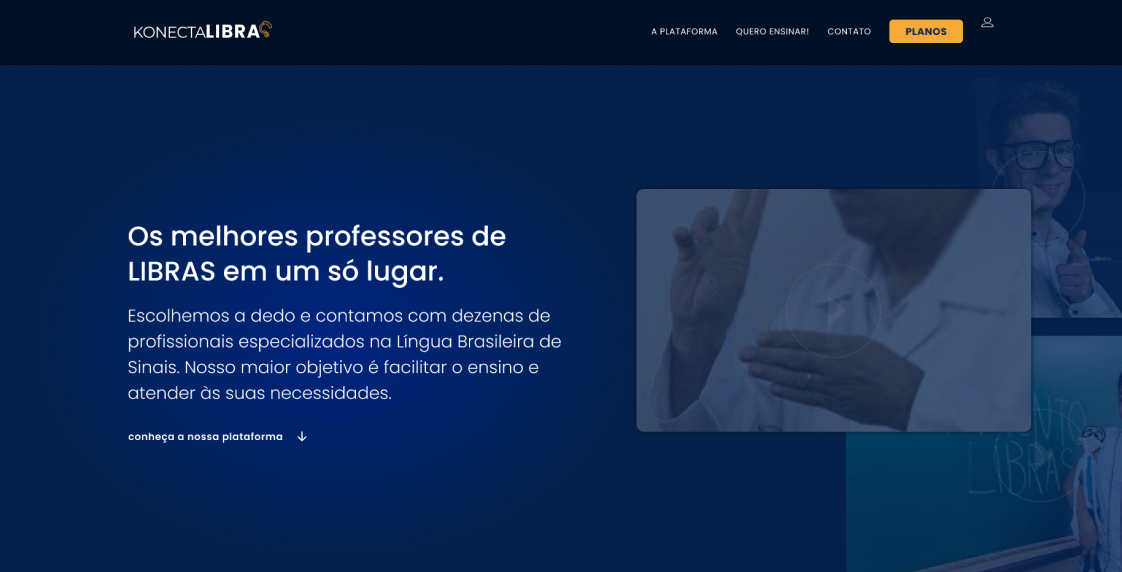 KONECTALIBRA
A PLATAFORMA
QUERO ENSINAR!
CONTATO
PLANOS
Os melhores professores de
LIBRAS em um só lugar.
Escolhemos a dedo e contamos com dezenas de
profissionais especializados na Língua Brasileira de
Sinais. Nosso maior objetivo é facilitar o ensino e
atender às suas necessidades.
conheça a nossa plataforma
LIBRAS